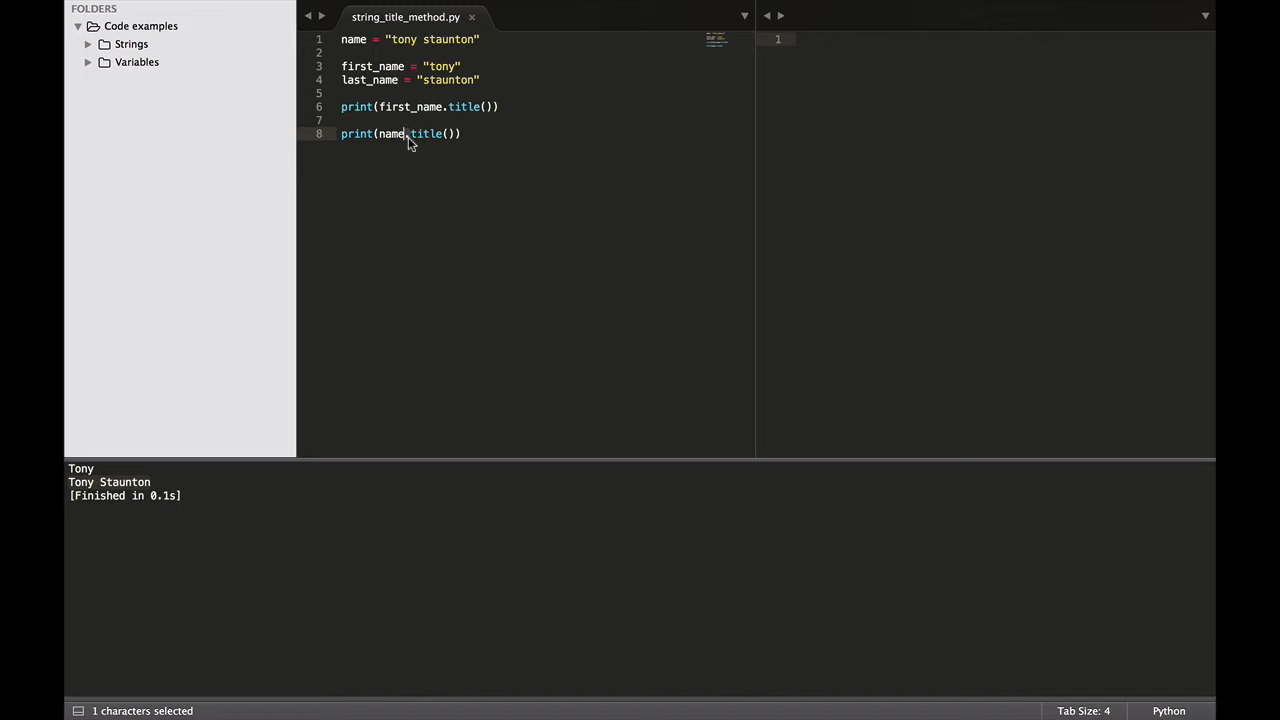 FOLDERS
Code examples
Strings
Variables
string_title_method.py ×
1 name = "tony staunton"
2
3 first_name = "tony"
4 last_name = "staunton"
5
6 print(first_name.title())
7
8 print(name.title())
1
Tony
Tony Staunton
[Finished in 0.1s]
1 characters selected
Tab Size: 4
Python